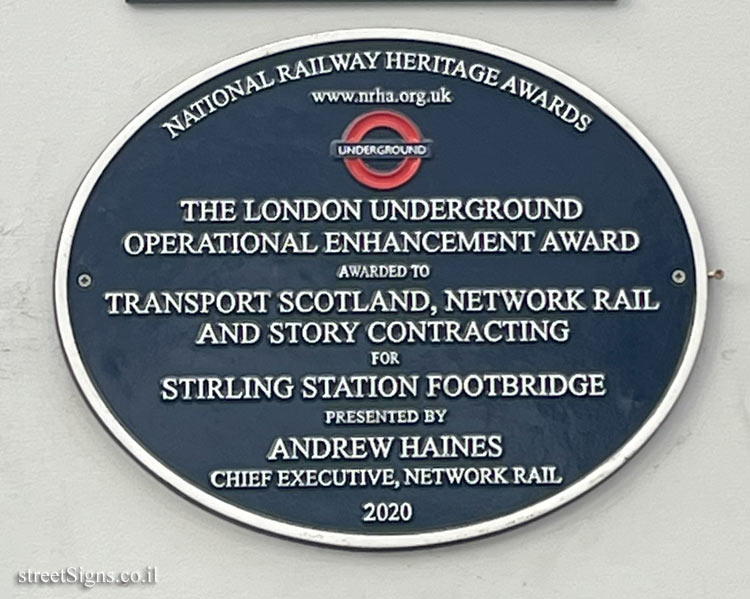 NATIONAL RAILWAY HERITAGE AWARDS
www.nrha.org.uk
UNDERGROUND
THE LONDON UNDERGROUND
OPERATIONAL ENHANCEMENT AWARD
AWARDED TO
TRANSPORT SCOTLAND, NETWORK RAIL
AND STORY CONTRACTING
FOR
STIRLING STATION FOOTBRIDGE
PRESENTED BY
ANDREW HAINES
CHIEF EXECUTIVE, NETWORK RAIL
2020
streetSigns.co.il